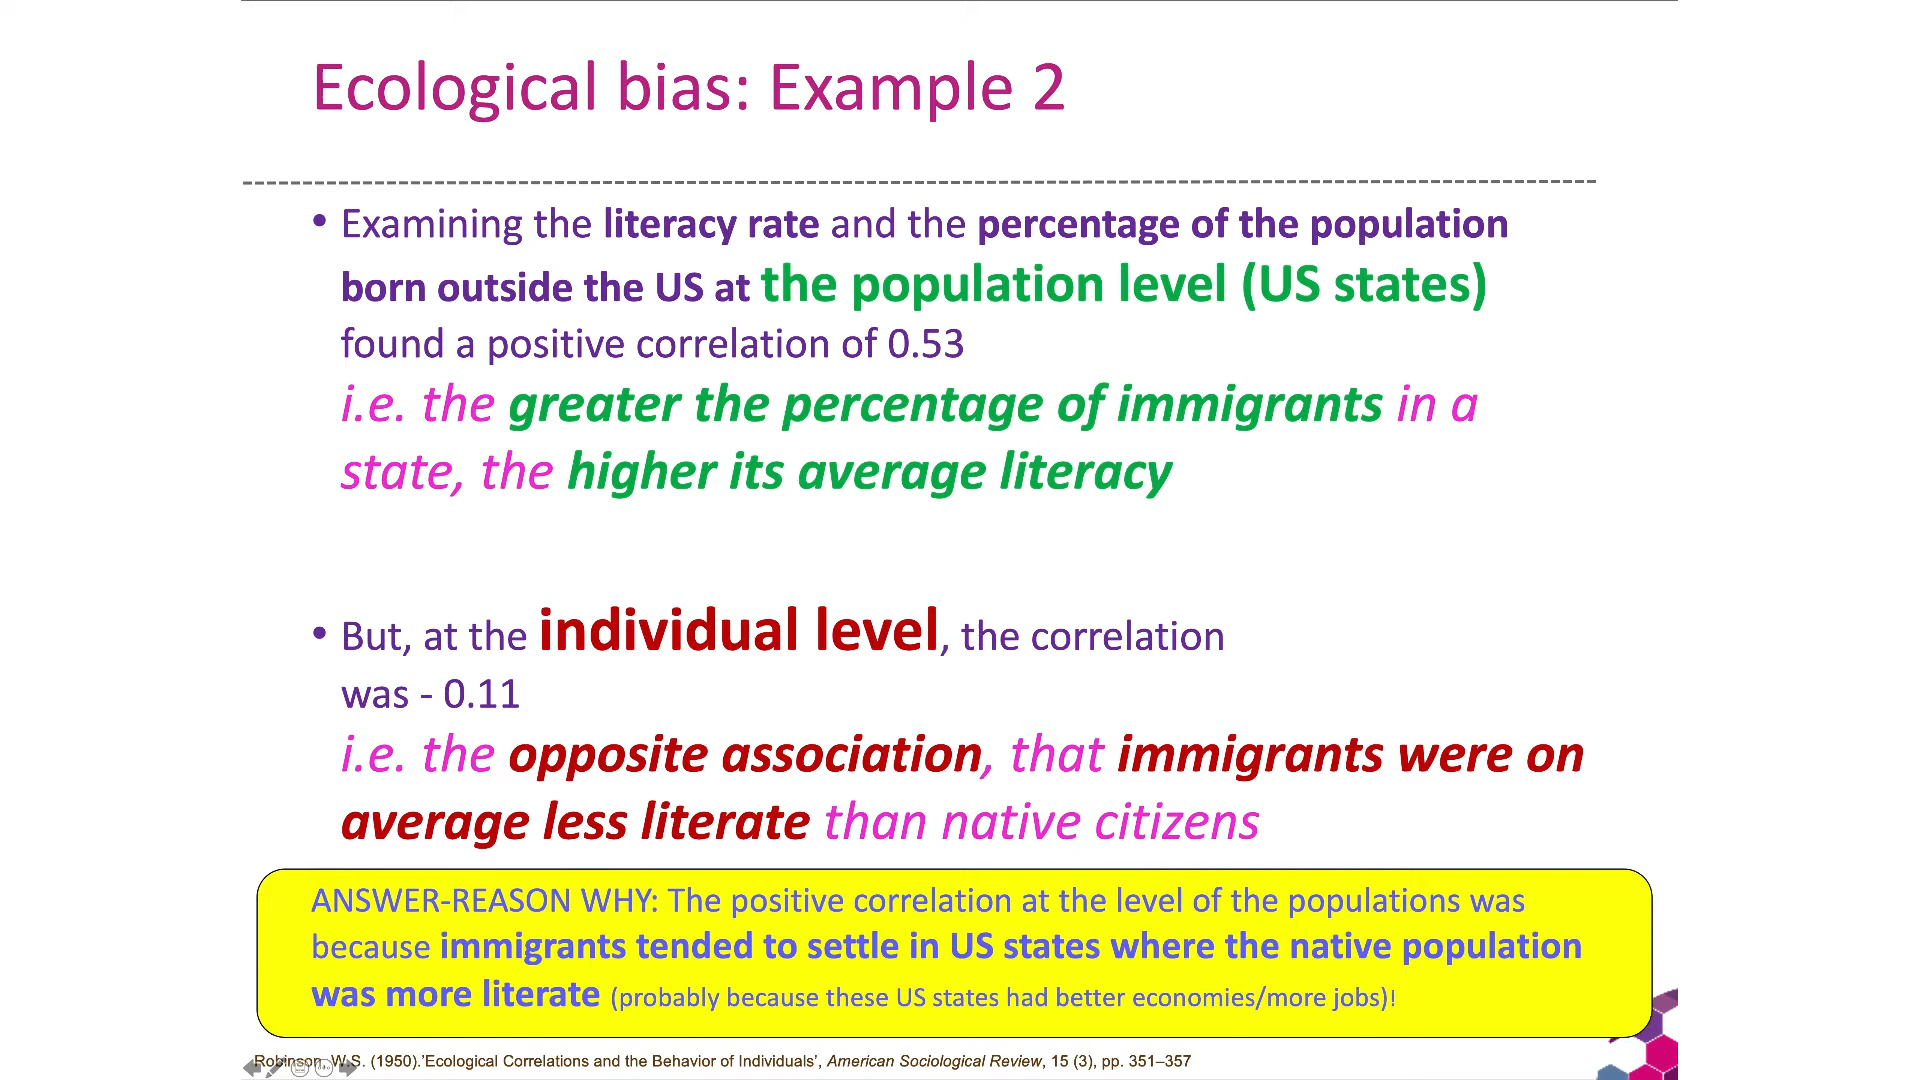 Ecological bias: Example 2
• Examining the literacy rate and the percentage of the population
born outside the US at the population level (US states)
found a positive correlation of 0.53
i.e. the greater the percentage of immigrants in a
state, the higher its average literacy
• But, at the individual level, the correlation
was - 0.11
i.e. the opposite association, that immigrants were on
average less literate than native citizens
ANSWER-REASON WHY: The positive correlation at the level of the populations was
because immigrants tended to settle in US states where the native population
was more literate (probably because these US states had better economies/more jobs)!
Robinson, W.S. (1950).’Ecological Correlations and the Behavior of Individuals’, American Sociological Review, 15 (3), pp. 351–357